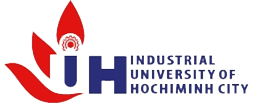 IUH
INDUSTRIAL
UNIVERSITY OF
HOCHIMINH CITY